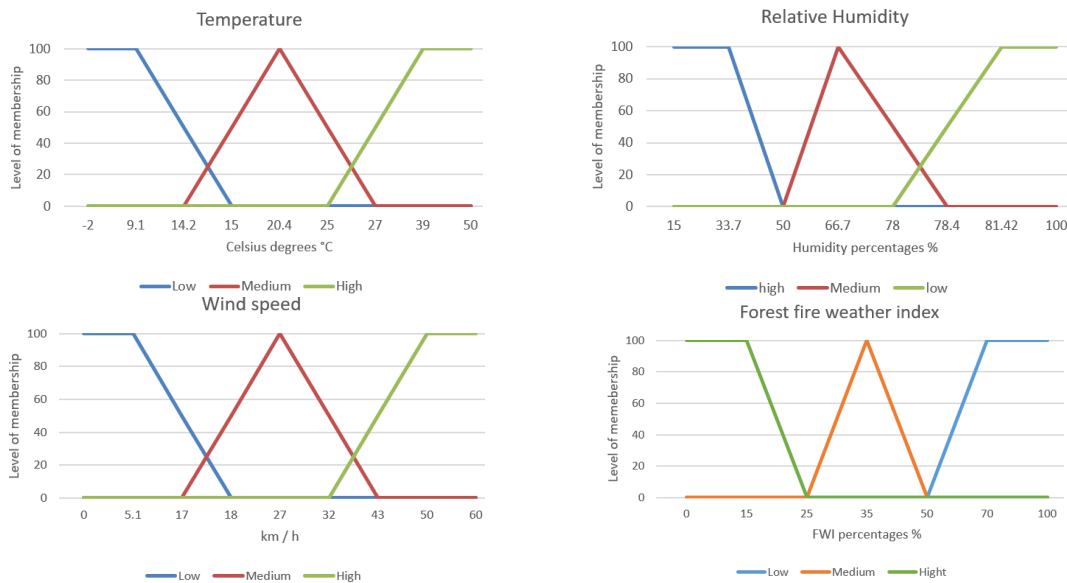 Temperature
Level of membership
100
80
60
40
20
0
-2 9.1 14.2 15 20.4 25 27 39 50
Celsius degrees °C
Low Medium High
Relative Humidity
Level of membership
100
80
60
40
20
0
15 33.7 50 66.7 78 78.4 81.42 100
Humidity percentages %
high Medium low
Wind speed
Level of membership
100
80
60
40
20
0
0 5.1 17 18 27 32 43 50 60
km / h
Low Medium High
Forest fire weather index
Level of memebership
100
80
60
40
20
0
0 15 25 35 50 70 100
FWI percentages %
Low Medium Hight